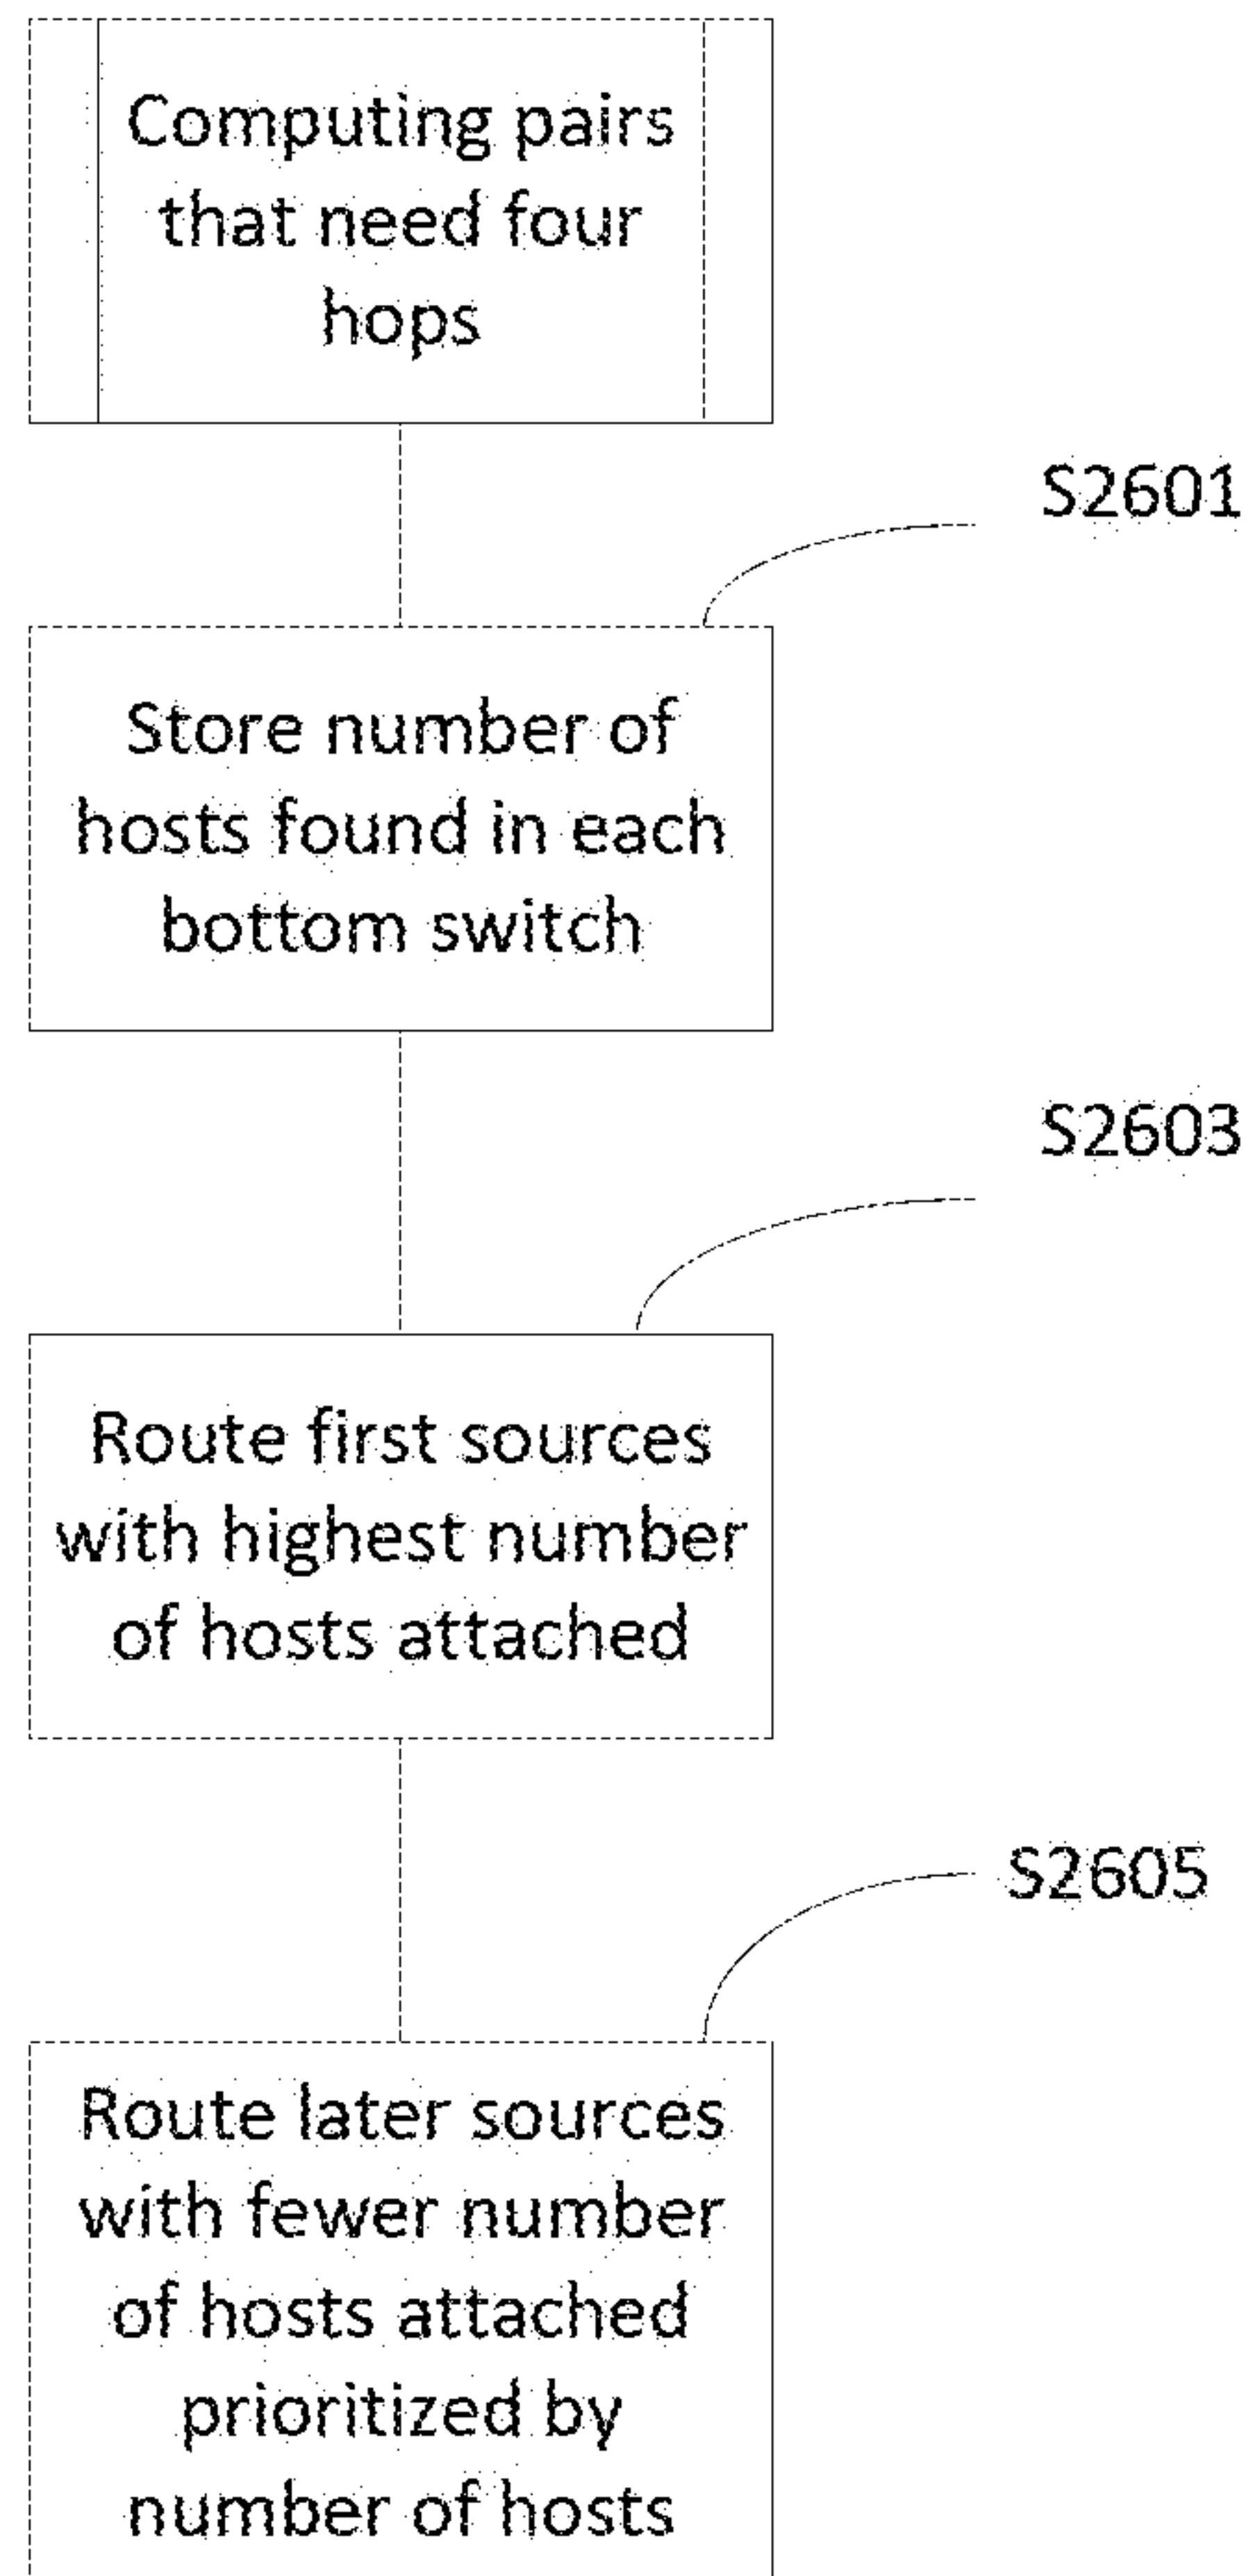 Computing pairs
that need four
hops
S2601
Store number of
hosts found in each
bottom switch
S2603
Route first sources
with highest number
of hosts attached
S2605
Route later sources
with fewer number
of hosts attached
prioritized by
number of hosts